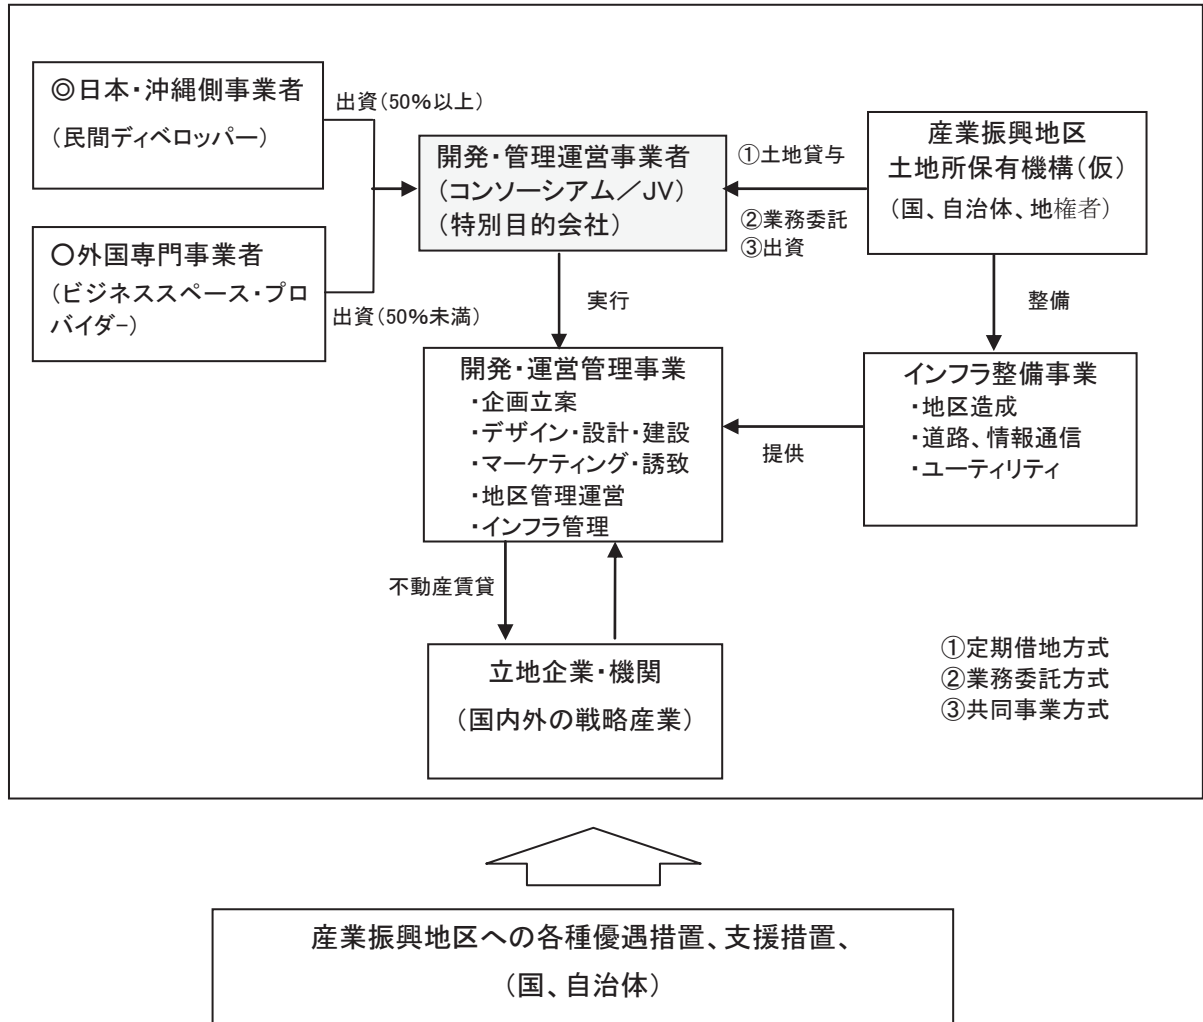 ◎日本・沖縄側事業者
(民間ディベロッパー)
出資(50%以上)
○外国専門事業者
(ビジネススペース・プロ
バイダ-)
出資(50%未満)
開発・管理運営事業者
(コンソーシアム/JV)
(特別目的会社)
①土地貸与
②業務委託
③出資
産業振興地区
土地所保有機構(仮)
(国、自治体、地権者)
実行
整備
開発・運営管理事業
・企画立案
・デザイン・設計・建設
・マーケティング・誘致
・地区管理運営
・インフラ管理
提供
インフラ整備事業
・地区造成
・道路、情報通信
・ユーティリティ
不動産賃貸
立地企業・機関
(国内外の戦略産業)
①定期借地方式
②業務委託方式
③共同事業方式
産業振興地区への各種優遇措置、支援措置、
(国、自治体)